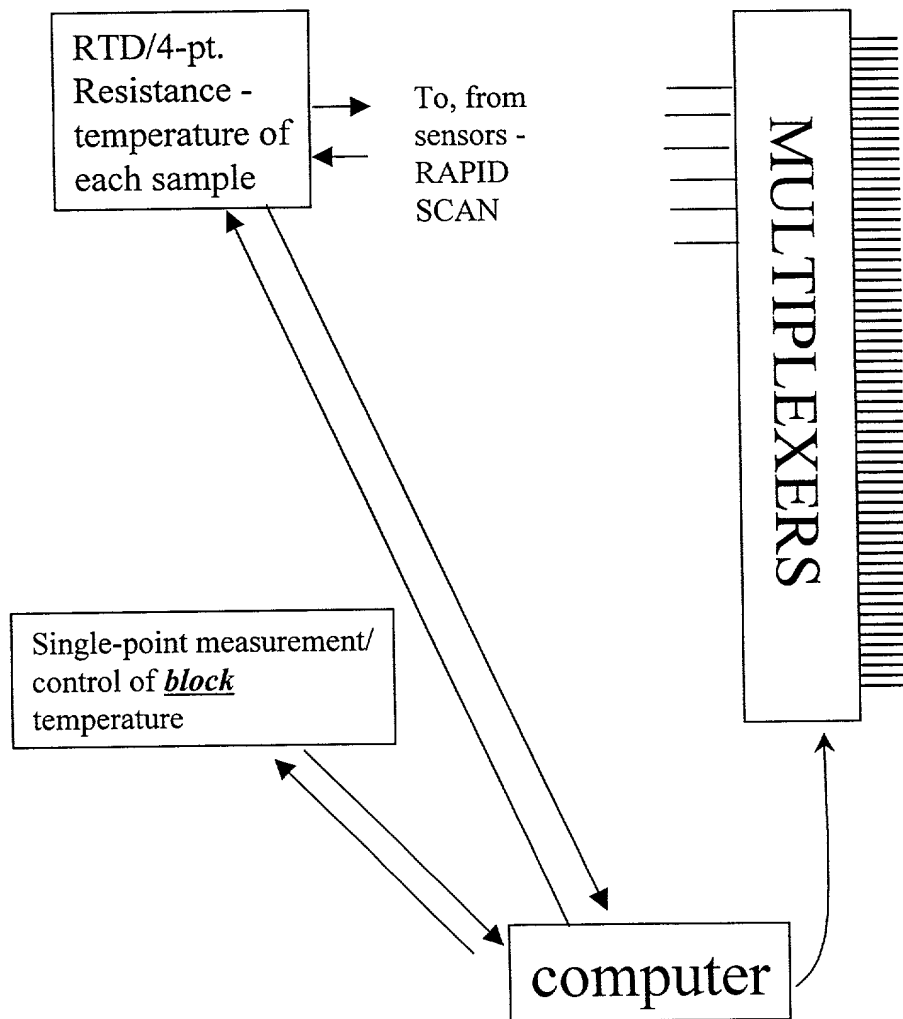 RTD/4-pt.
Resistance -
temperature of
each sample
To, from
sensors -
RAPID
SCAN
MULTIPLEXERS
Single-point measurement/
control of block
temperature
computer